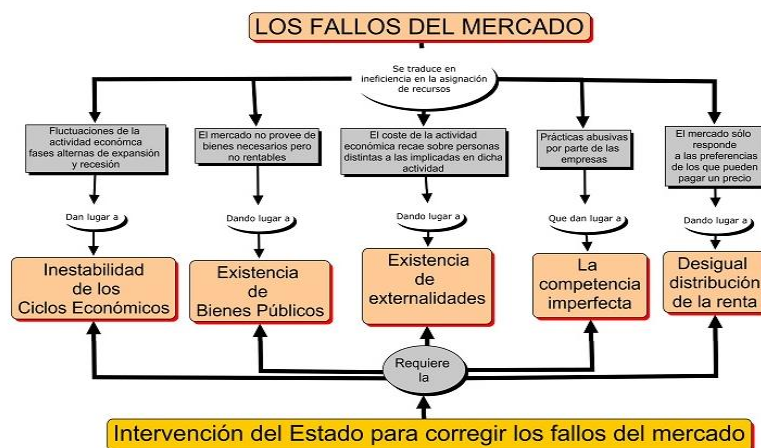 LOS FALLOS DEL MERCADO
Se traduce en
ineficiencia en la asignación
de recursos
Fluctuaciones de la
actividad económca
fases alternas de expansión
y recesión
El mercado no provee de
bienes necesarios pero
no rentables
El coste de la actividad
económica recae sobre personas
distintas a las implicadas en dicha
actividad
Prácticas abusivas
por parte de las
empresas
El mercado sólo
responde
a las preferencias
de los que pueden
pagar un precio
Dan lugar a
Dando lugar a
Dando lugar a
Que dan lugar a
Dando lugar a
Inestabilidad
de los
Ciclos Económicos
Existencia
de
Bienes Públicos
Existencia
de
externalidades
La
competencia
imperfecta
Desigual
distribución
de la renta
Requiere
la
Intervención del Estado para corregir los fallos del mercado